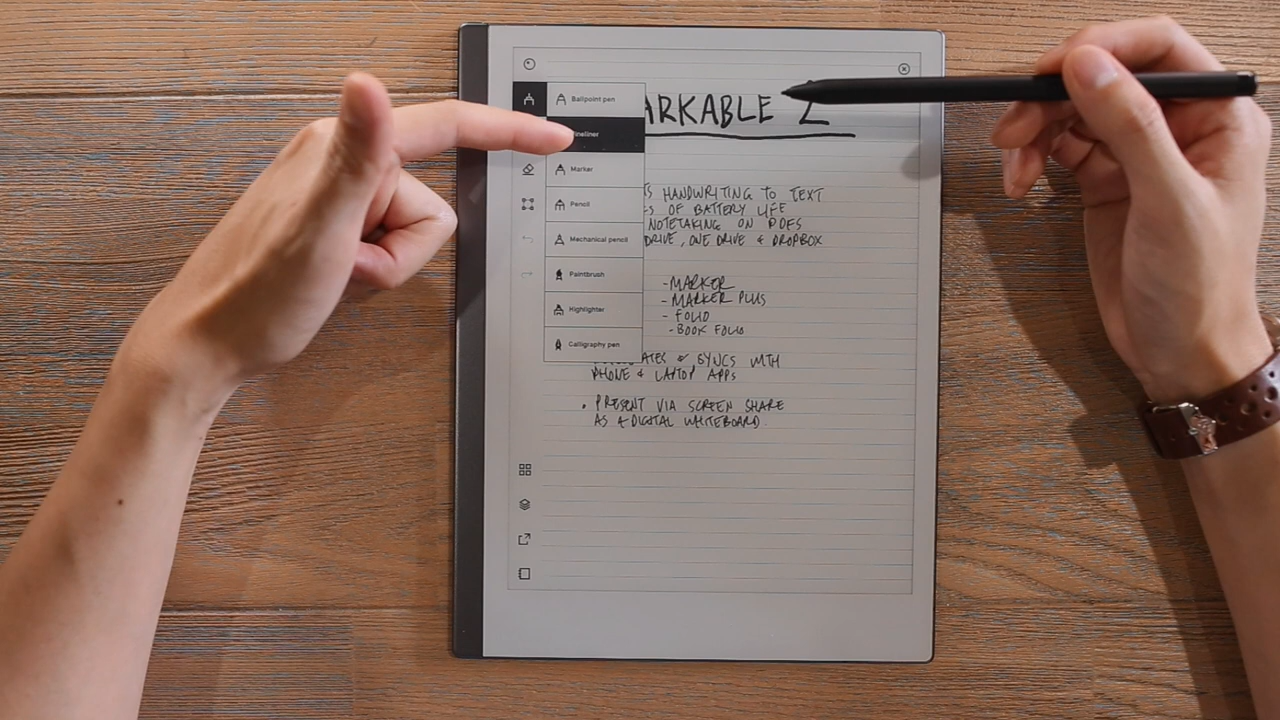 Ballpoint pen
ARKABLE 2
ineliner
Marker
Pencil
Mechanical pencil
Paintbrush
Highlighter
Calligraphy pen
S HANDWRITING TO TEXT
S OF BATTERY LIFE
NOTETAKING ON PDFS
DRIVE, ONE DRIVE & DROPBOX
- MARKER
- MARKER PLUS
- FOLIO
- BOOK FOLIO
ATES & SYNCS WITH
PHONE & LAPTOP APPS
• PRESENT VIA SCREEN SHARE
AS A DIGITAL WHITEBOARD.